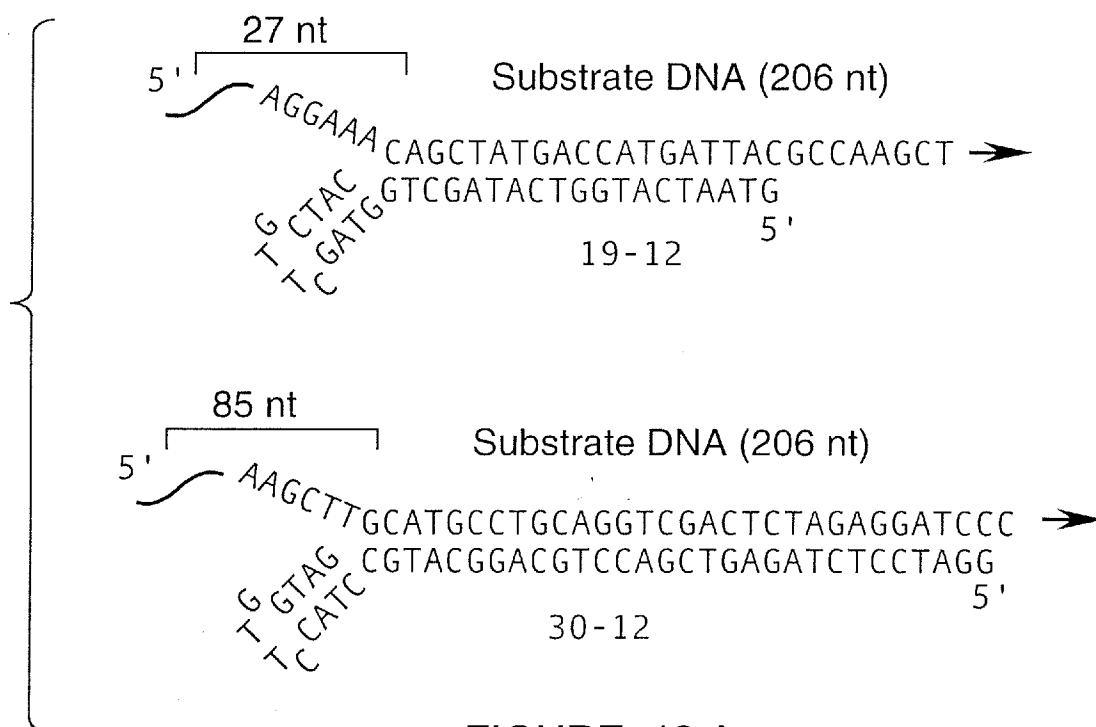 27 nt
5'
AGGAAA
Substrate DNA (206 nt)
CAGCTATGACCATGATTACGCCAAGCT
GTCGATACTGGTACTAATG
5'
CTAC
G
T
T
C
GATG
19-12
85 nt
5'
AAGCTT
Substrate DNA (206 nt)
GCATGCCTGCAGGTCGACTCTAGAGGATCCC
CGTACGGACGTCCAGCTGAGATCTCCTAGG
5'
GTAG
G
T
T
C
CATC
30-12
FIGURE